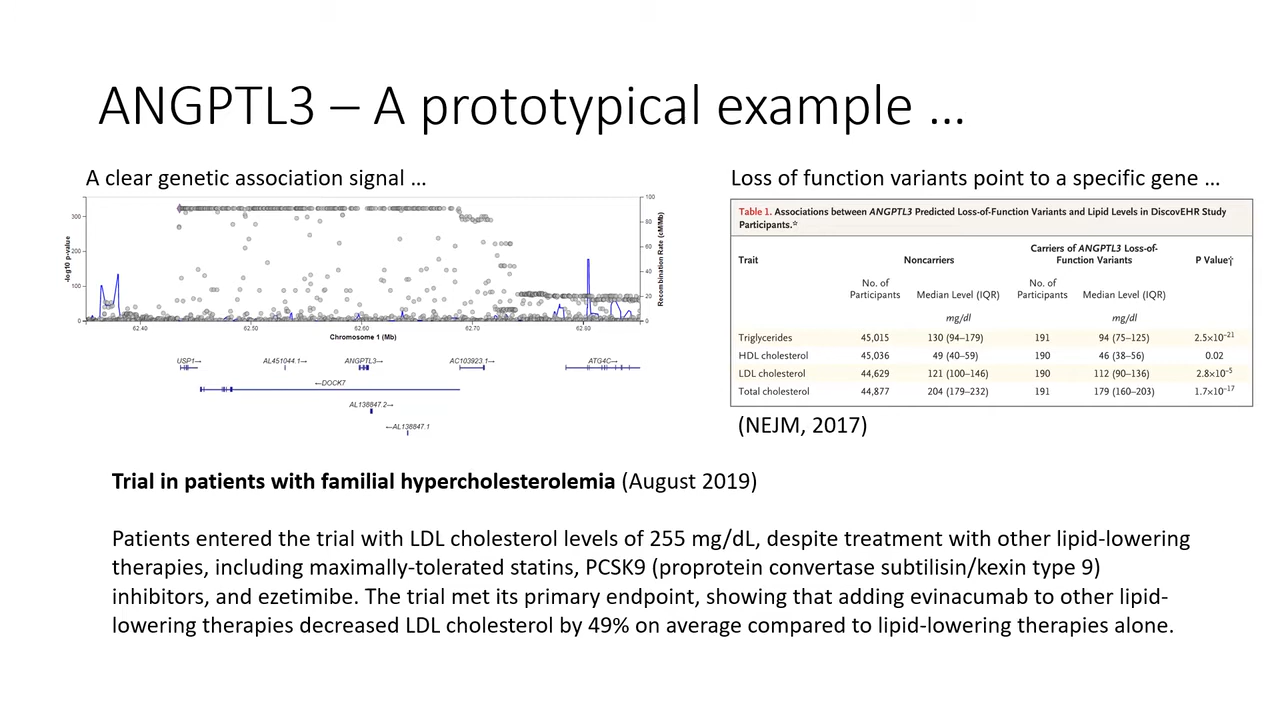 ANGPTL3 – A prototypical example ...
A clear genetic association signal ...
Loss of function variants point to a specific gene ...
300
200
100
0
-log10 p-value
100
80
60
40
20
0
Recombination Rate (cM/Mb)
62.40 62.50 62.60 62.70 62.80
Chromosome 1 (Mb)
USP1→ AL451044.1→ ANGPTL3→ AC103923.1→ ATG4C→
←DOCK7
AL138847.2→
←AL138847.1
Table 1. Associations between ANGPTL3 Predicted Loss-of-Function Variants and Lipid Levels in DiscovEHR Study
Participants.*
Trait Noncarriers Carriers of ANGPTL3 Loss-of-
Function Variants P Value†
No. of
Participants Median Level (IQR) No. of
Participants Median Level (IQR)
mg/dl mg/dl
Triglycerides 45,015 130 (94–179) 191 94 (75–125) 2.5×10⁻²¹
HDL cholesterol 45,036 49 (40–59) 190 46 (38–56) 0.02
LDL cholesterol 44,629 121 (100–146) 190 112 (90–136) 2.8×10⁻⁵
Total cholesterol 44,877 204 (179–232) 191 179 (160–203) 1.7×10⁻¹⁷
(NEJM, 2017)
Trial in patients with familial hypercholesterolemia (August 2019)
Patients entered the trial with LDL cholesterol levels of 255 mg/dL, despite treatment with other lipid-lowering
therapies, including maximally-tolerated statins, PCSK9 (proprotein convertase subtilisin/kexin type 9)
inhibitors, and ezetimibe. The trial met its primary endpoint, showing that adding evinacumab to other lipid-
lowering therapies decreased LDL cholesterol by 49% on average compared to lipid-lowering therapies alone.